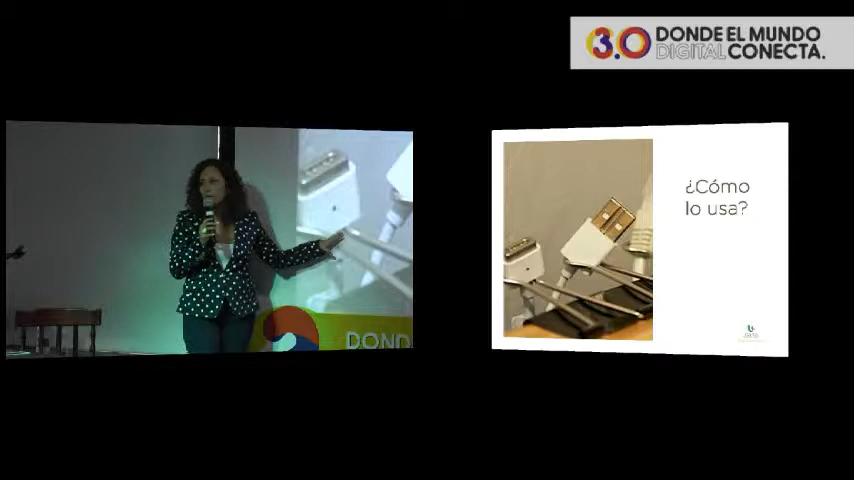 3.0 DONDE EL MUNDO
DIGITAL CONECTA.
¿Cómo
lo usa?
DOND